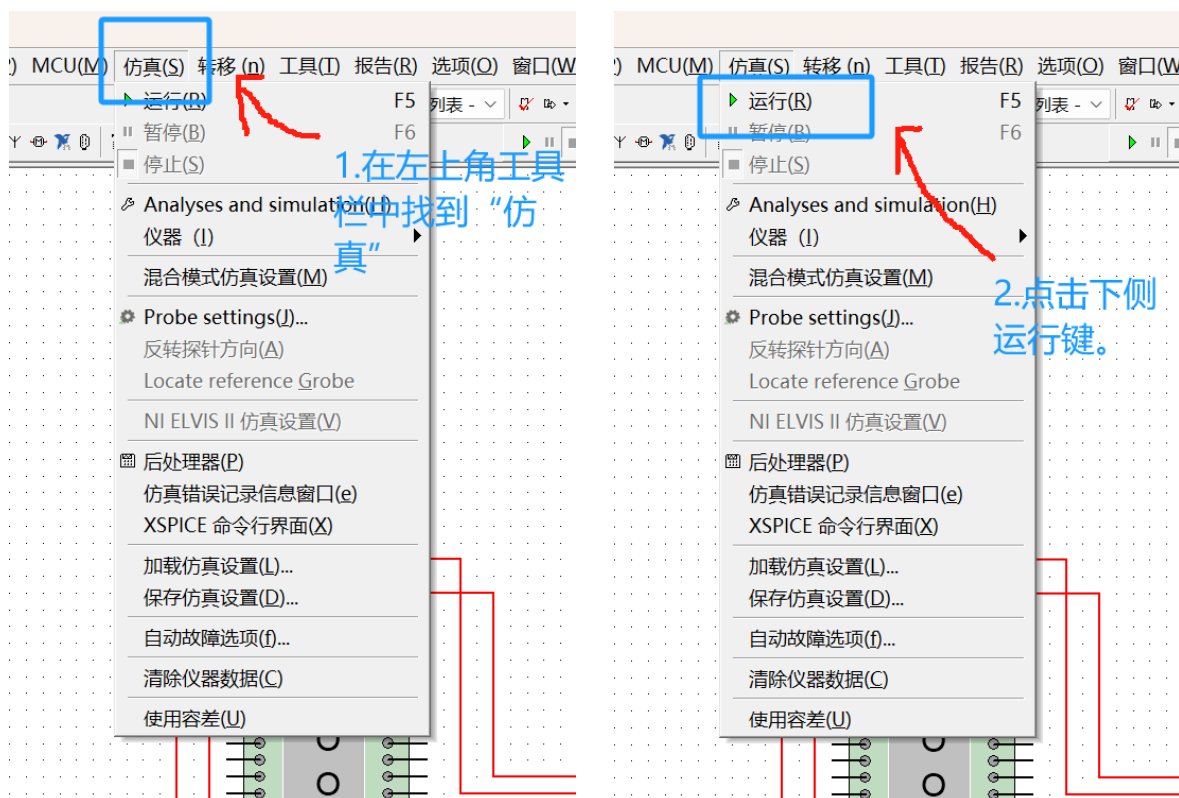 MCU(M) 仿真(S) 转移 (n) 工具(T) 报告(R) 选项(O) 窗口(W
运行(R) F5
列表 -
暂停(B) F6
停止(S)
1.在左上角工具
栏中找到“仿
真”
Analyses and simulation(H)
仪器 (I)
混合模式仿真设置(M)
Probe settings(J)...
反转探针方向(A)
Locate reference Grobe
NI ELVIS II 仿真设置(V)
后处理器(P)
仿真错误记录信息窗口(e)
XSPICE 命令行界面(X)
加载仿真设置(L)...
保存仿真设置(D)...
自动故障选项(f)...
清除仪器数据(C)
使用容差(U)
MCU(M) 仿真(S) 转移 (n) 工具(T) 报告(R) 选项(O) 窗口(W
运行(R) F5
列表 -
暂停(B) F6
停止(S)
Analyses and simulation(H)
仪器 (I)
混合模式仿真设置(M)
2.点击下侧
运行键。
Probe settings(J)...
反转探针方向(A)
Locate reference Grobe
NI ELVIS II 仿真设置(V)
后处理器(P)
仿真错误记录信息窗口(e)
XSPICE 命令行界面(X)
加载仿真设置(L)...
保存仿真设置(D)...
自动故障选项(f)...
清除仪器数据(C)
使用容差(U)